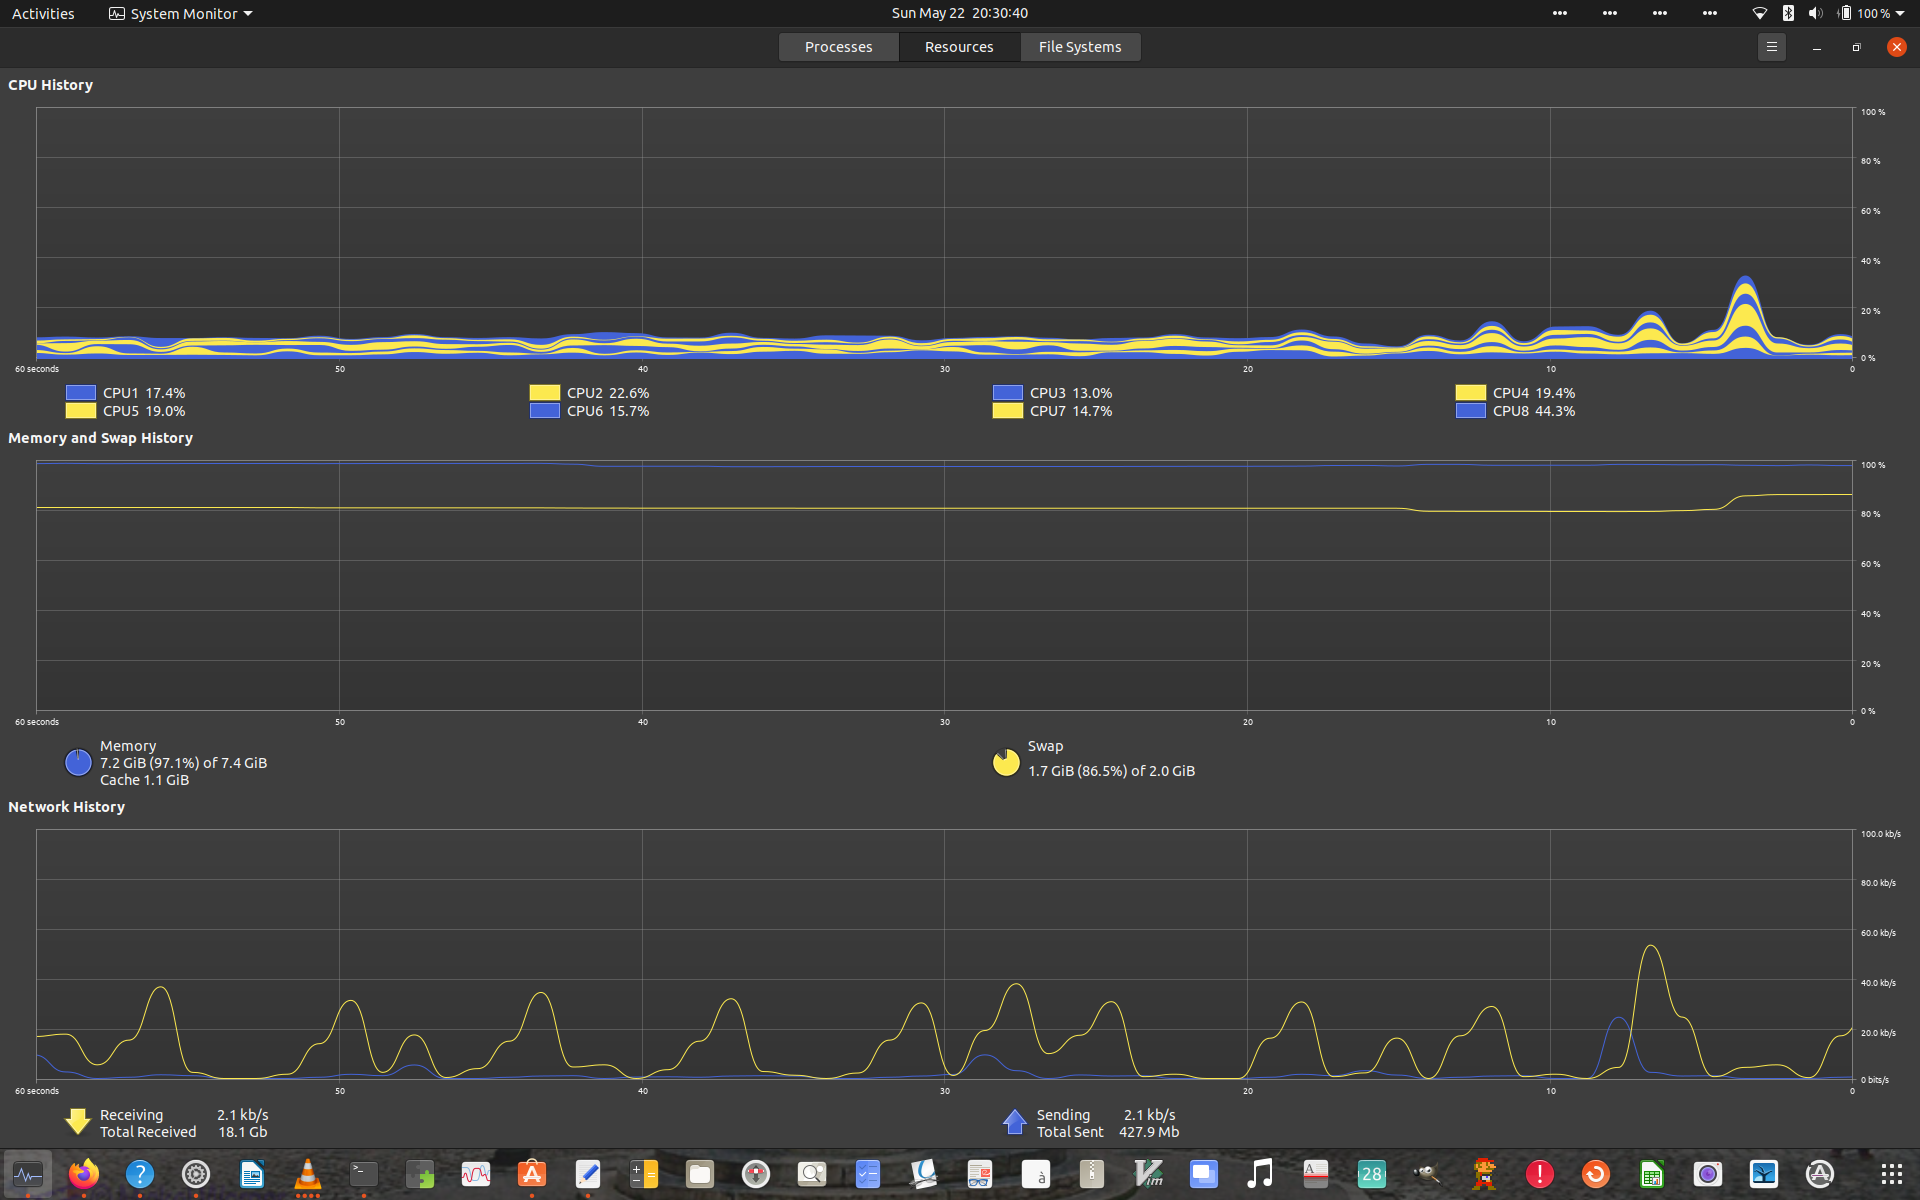 Activities System Monitor Sun May 22 20:30:40 100 %
Processes Resources File Systems
CPU History
100 %
80 %
60 %
40 %
20 %
0 %
60 seconds 50 40 30 20 10 0
CPU1 17.4% CPU2 22.6% CPU3 13.0% CPU4 19.4%
CPU5 19.0% CPU6 15.7% CPU7 14.7% CPU8 44.3%
Memory and Swap History
100 %
80 %
60 %
40 %
20 %
0 %
60 seconds 50 40 30 20 10 0
Memory
7.2 GiB (97.1%) of 7.4 GiB
Cache 1.1 GiB
Swap
1.7 GiB (86.5%) of 2.0 GiB
Network History
100.0 kb/s
80.0 kb/s
60.0 kb/s
40.0 kb/s
20.0 kb/s
0 bits/s
60 seconds 50 40 30 20 10 0
Receiving 2.1 kb/s
Total Received 18.1 Gb
Sending 2.1 kb/s
Total Sent 427.9 Mb
? >_ à Vim A 28 !